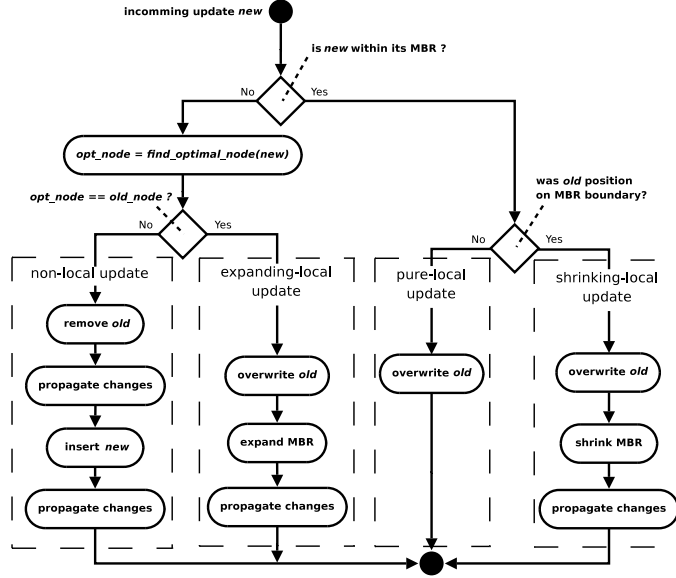 incomming update new
is new within its MBR ?
No
Yes
opt_node = find_optimal_node(new)
opt_node == old_node ?
was old position
on MBR boundary?
No
Yes
No
Yes
non-local update
expanding-local
update
pure-local
update
shrinking-local
update
remove old
propagate changes
insert new
propagate changes
overwrite old
expand MBR
propagate changes
overwrite old
overwrite old
shrink MBR
propagate changes